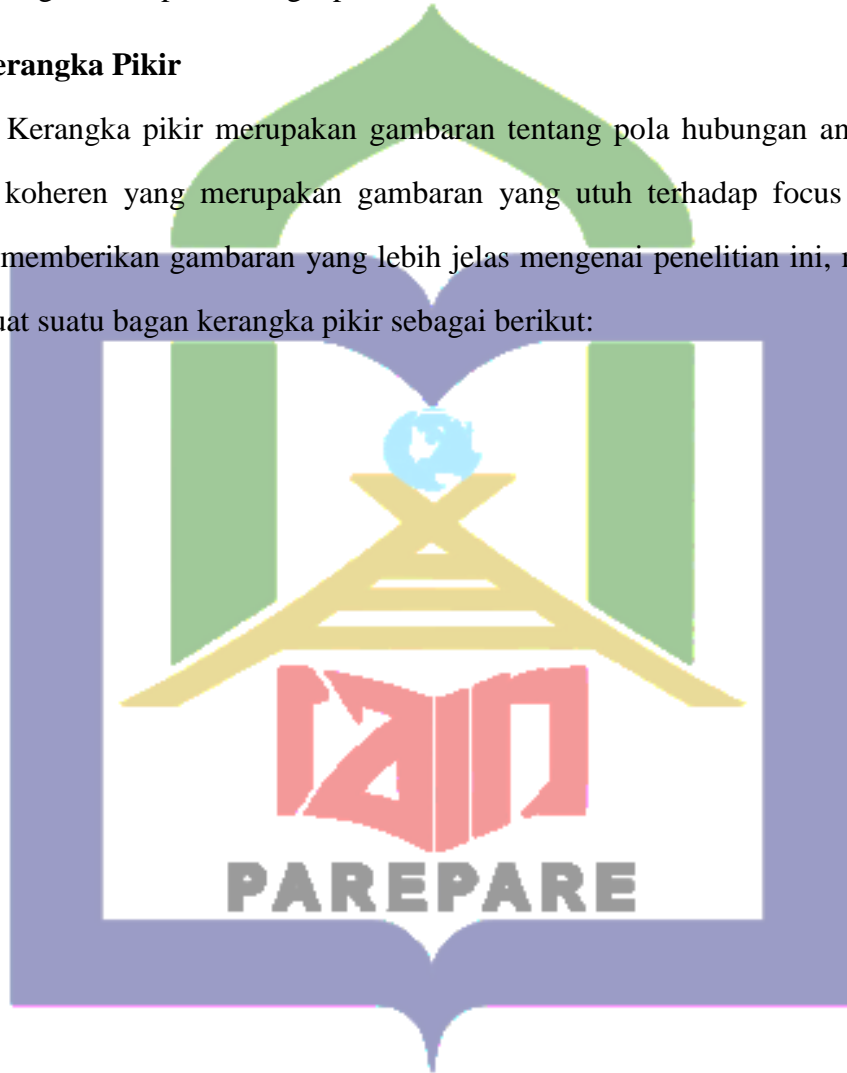 erangka Pikir
Kerangka pikir merupakan gambaran tentang pola hubungan an
koheren yang merupakan gambaran yang utuh terhadap focus
memberikan gambaran yang lebih jelas mengenai penelitian ini, 
uat suatu bagan kerangka pikir sebagai berikut:
iain
PAREPARE